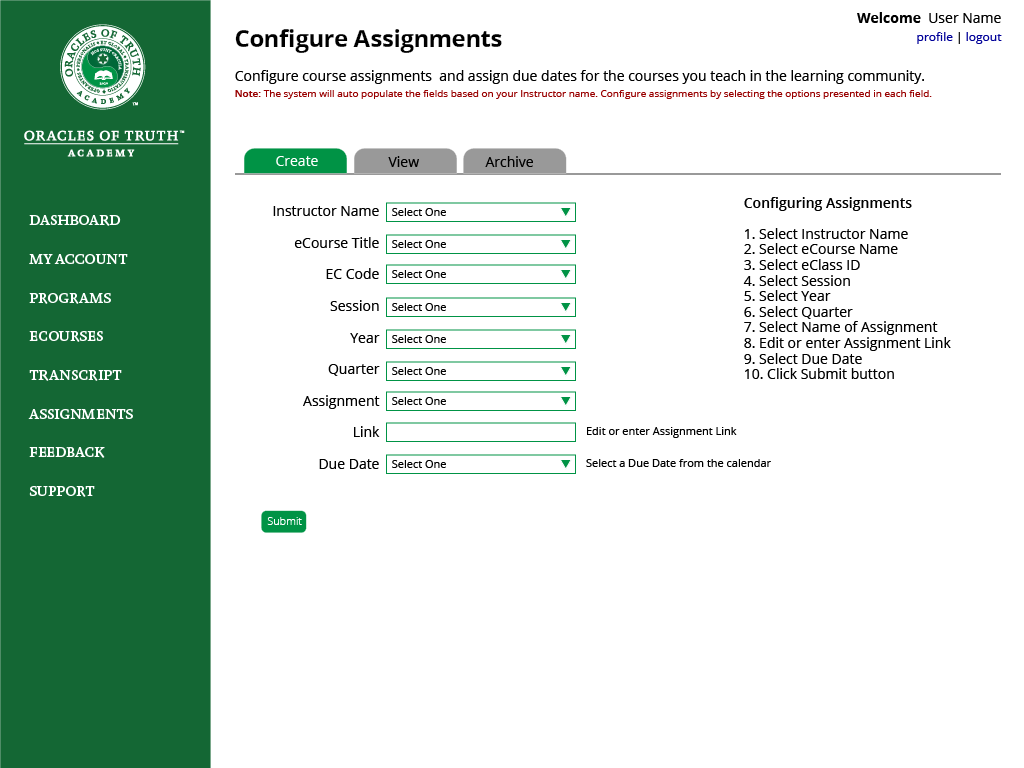 Welcome User Name
profile | logout
ORACLES OF TRUTH
ACADEMY
™
ORACLES OF TRUTH™
ACADEMY
DASHBOARD
MY ACCOUNT
PROGRAMS
ECOURSES
TRANSCRIPT
ASSIGNMENTS
FEEDBACK
SUPPORT
Configure Assignments
Configure course assignments and assign due dates for the courses you teach in the learning community.
Note: The system will auto populate the fields based on your Instructor name. Configure assignments by selecting the options presented in each field.
Create View Archive
Instructor Name Select One
eCourse Title Select One
EC Code Select One
Session Select One
Year Select One
Quarter Select One
Assignment Select One
Link Edit or enter Assignment Link
Due Date Select One Select a Due Date from the calendar
Submit
Configuring Assignments
1. Select Instructor Name
2. Select eCourse Name
3. Select eClass ID
4. Select Session
5. Select Year
6. Select Quarter
7. Select Name of Assignment
8. Edit or enter Assignment Link
9. Select Due Date
10. Click Submit button